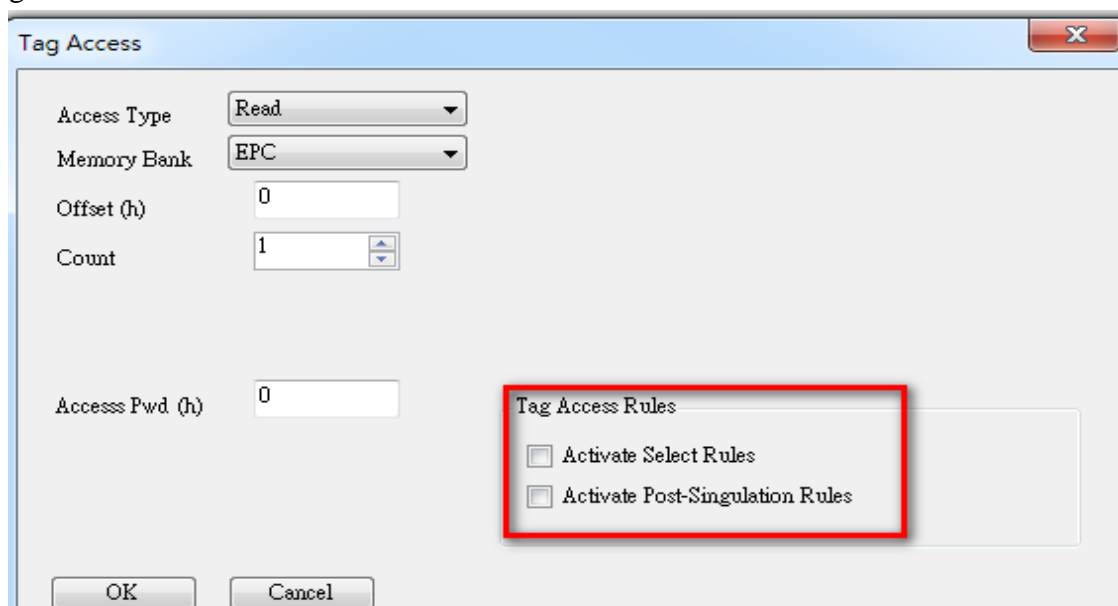 Tag Access
Access Type Read
Memory Bank EPC
Offset (h) 0
Count 1
Accesss Pwd (h) 0
Tag Access Rules
Activate Select Rules
Activate Post-Singulation Rules
OK Cancel